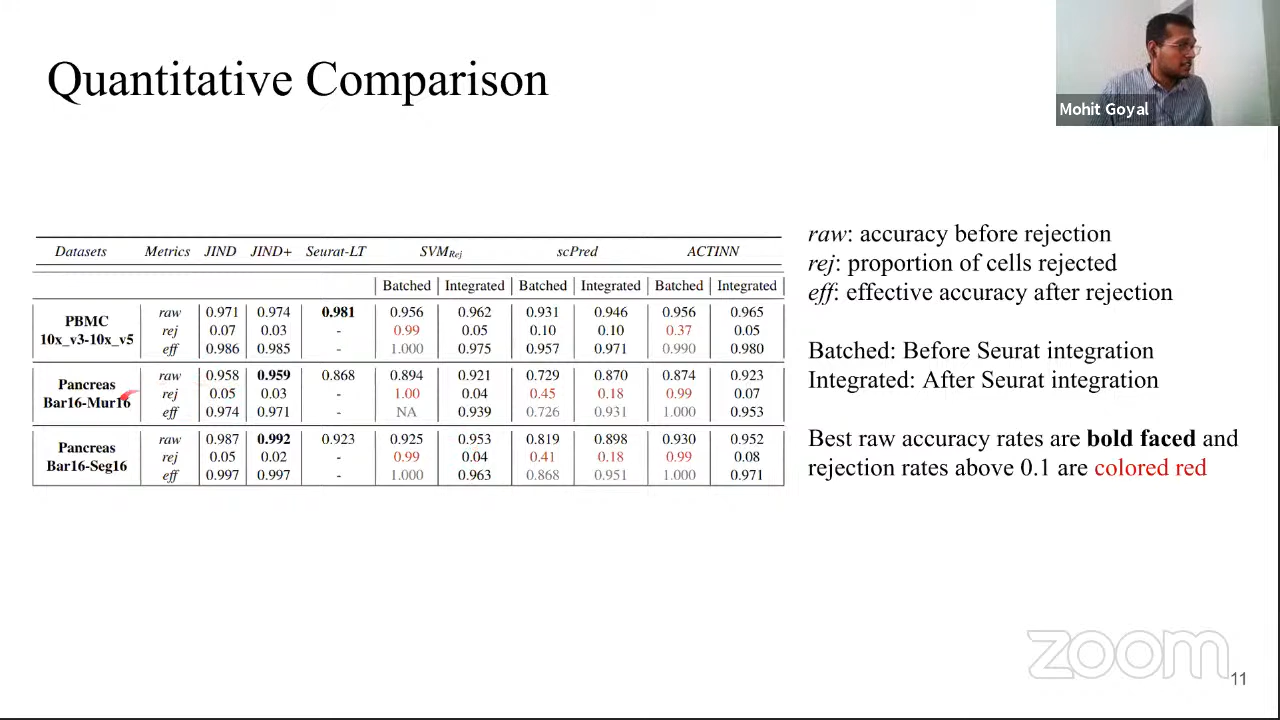 Quantitative Comparison
Mohit Goyal
Datasets Metrics JIND JIND+ Seurat-LT SVMRej scPred ACTINN
Batched Integrated Batched Integrated Batched Integrated
PBMC 10x_v3-10x_v5
raw 0.971 0.974 0.981 0.956 0.962 0.931 0.946 0.956 0.965
rej 0.07 0.03 - 0.99 0.05 0.10 0.10 0.37 0.05
eff 0.986 0.985 - 1.000 0.975 0.957 0.971 0.990 0.980
Pancreas Bar16-Mur16
raw 0.958 0.959 0.868 0.894 0.921 0.729 0.870 0.874 0.923
rej 0.05 0.03 - 1.00 0.04 0.45 0.18 0.99 0.07
eff 0.974 0.971 - NA 0.939 0.726 0.931 1.000 0.953
Pancreas Bar16-Seg16
raw 0.987 0.992 0.923 0.925 0.953 0.819 0.898 0.930 0.952
rej 0.05 0.02 - 0.99 0.04 0.41 0.18 0.99 0.08
eff 0.997 0.997 - 1.000 0.963 0.868 0.951 1.000 0.971
raw: accuracy before rejection
rej: proportion of cells rejected
eff: effective accuracy after rejection
Batched: Before Seurat integration
Integrated: After Seurat integration
Best raw accuracy rates are bold faced and
rejection rates above 0.1 are colored red
zoom
11